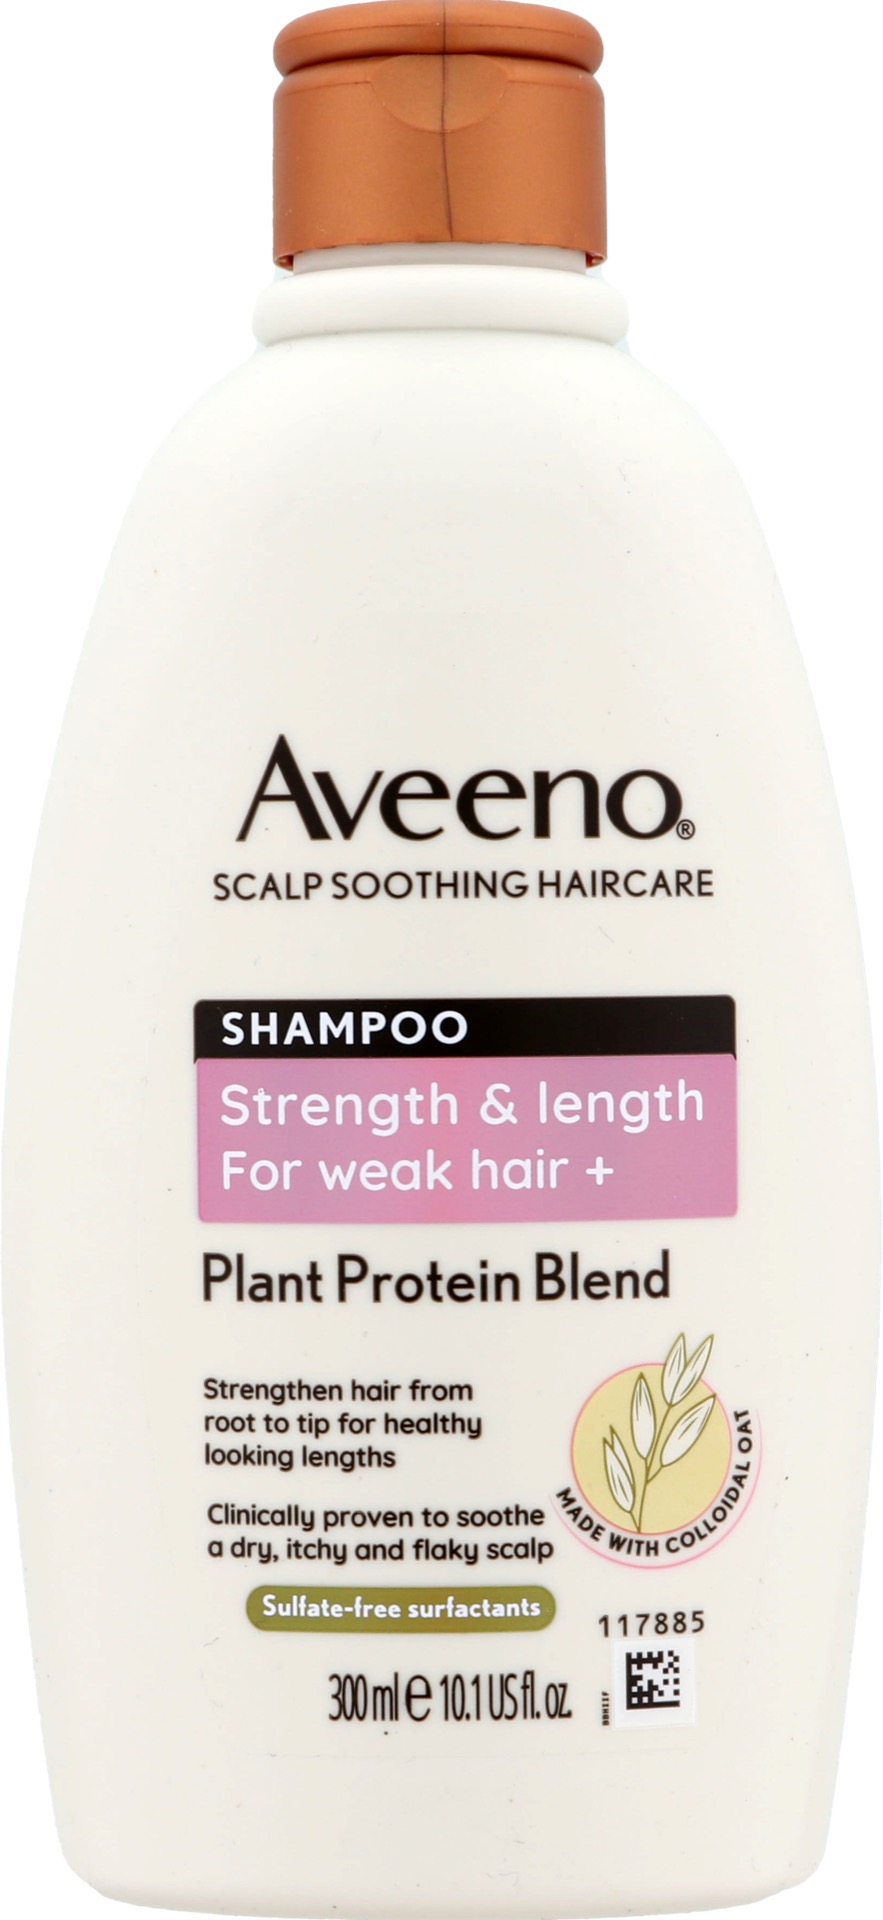 Aveeno®
SCALP SOOTHING HAIRCARE
SHAMPOO
Strength & length
For weak hair +
Plant Protein Blend
Strengthen hair from
root to tip for healthy
looking lengths
Clinically proven to soothe
a dry, itchy and flaky scalp
MADE WITH COLLOIDAL OAT
Sulfate-free surfactants
117885
300 ml e 10.1 US fl. oz.